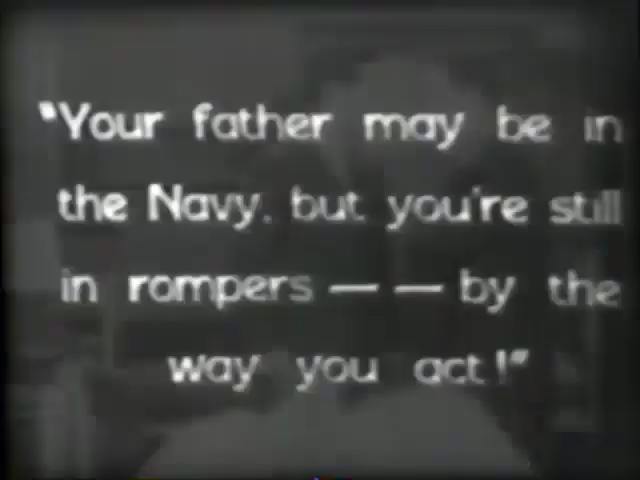 "Your father may be in
the Navy, but you're still
in rompers — — by the
way you act!"